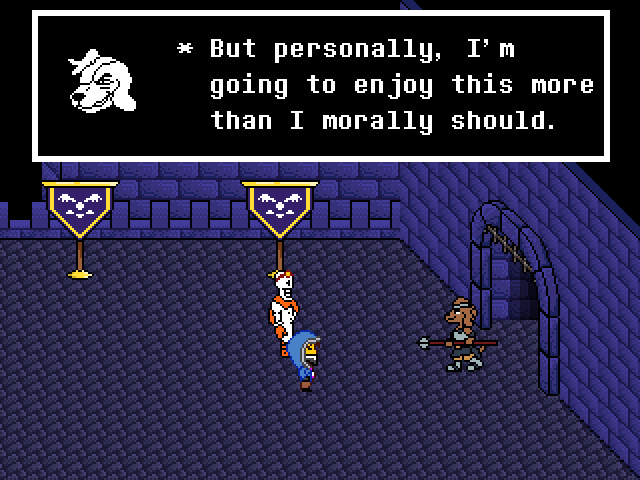 * But personally, I'm
going to enjoy this more
than I morally should.